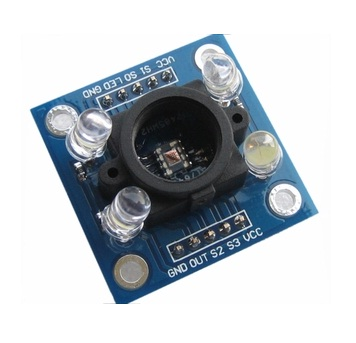 VCC S1 S0 LED GND
GND OUT S2 S3 VCC